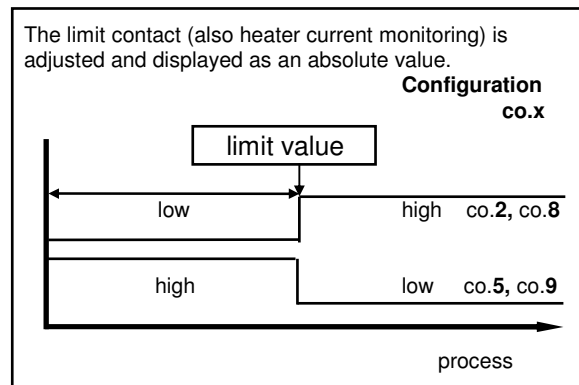 The limit contact (also heater current monitoring) is
adjusted and displayed as an absolute value.
Configuration
co.x
limit value
low high co.2, co.8
high low co.5, co.9
process